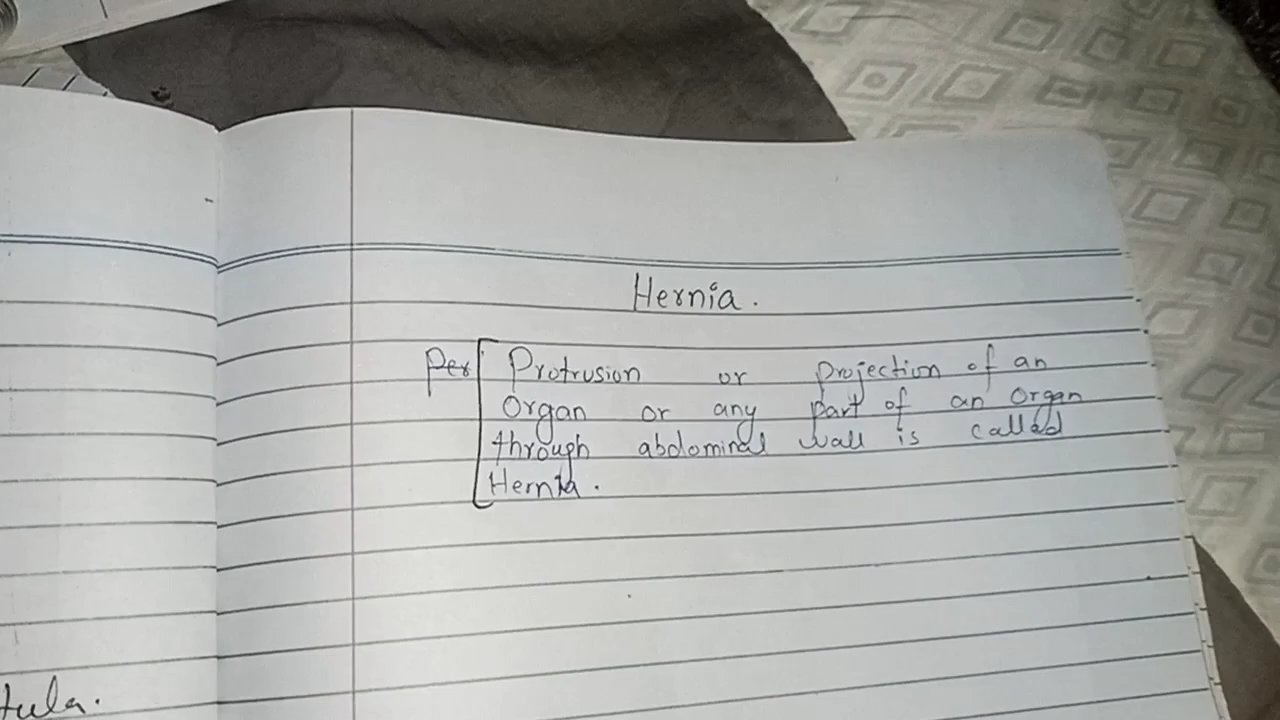 Hernia.
Per Protrusion or projection of an
Organ or any part of an Organ
through abdominal wall is called
Hernia.
tula.